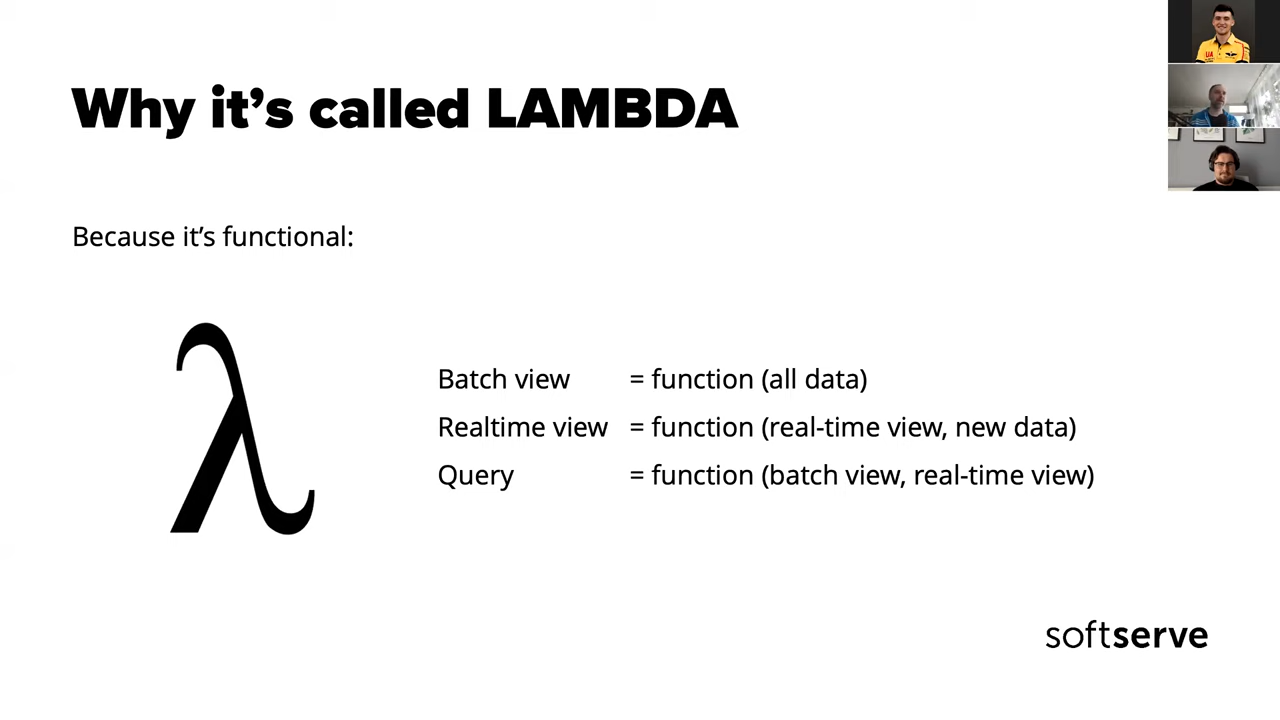 Why it's called LAMBDA
Because it's functional:
λ
Batch view = function (all data)
Realtime view = function (real-time view, new data)
Query = function (batch view, real-time view)
softserve
UA